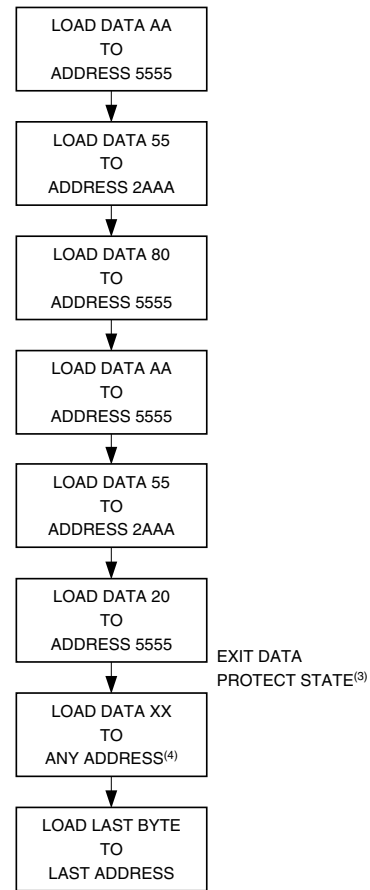 LOAD DATA AA
TO
ADDRESS 5555
LOAD DATA 55
TO
ADDRESS 2AAA
LOAD DATA 80
TO
ADDRESS 5555
LOAD DATA AA
TO
ADDRESS 5555
LOAD DATA 55
TO
ADDRESS 2AAA
LOAD DATA 20
TO
ADDRESS 5555
EXIT DATA
PROTECT STATE(3)
LOAD DATA XX
TO
ANY ADDRESS(4)
LOAD LAST BYTE
TO
LAST ADDRESS